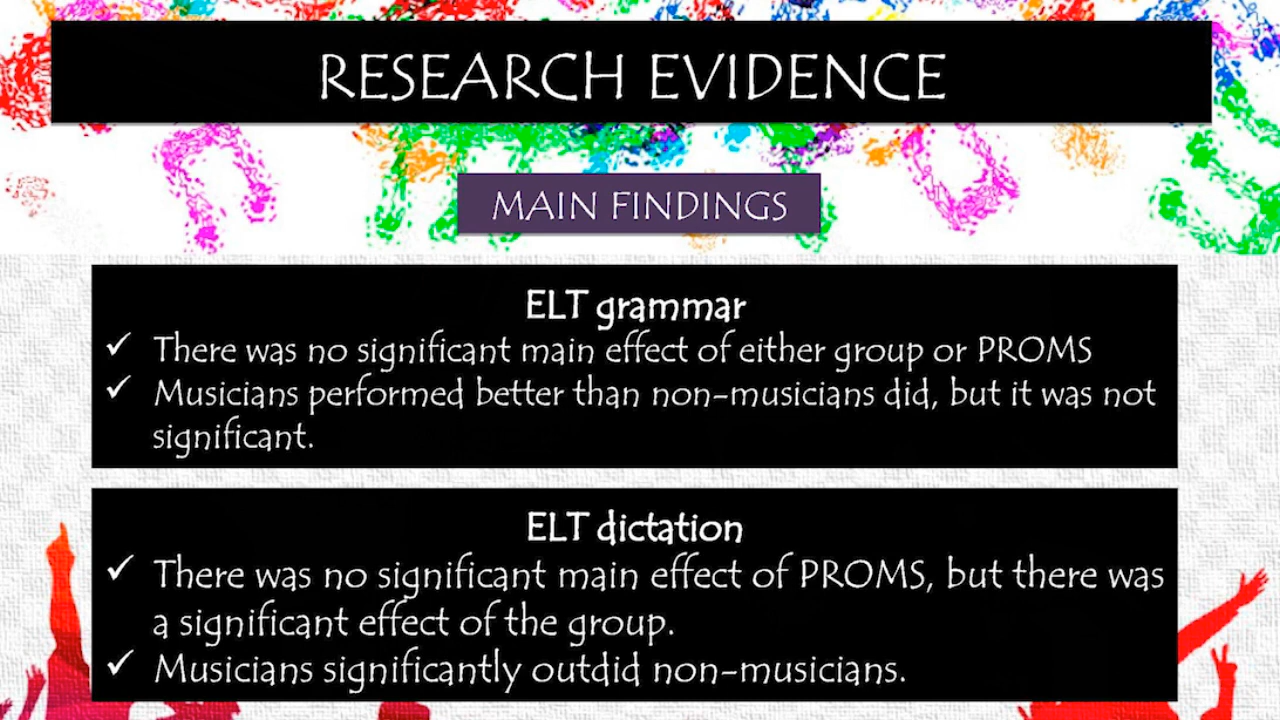 RESEARCH EVIDENCE
MAIN FINDINGS
ELT grammar
✓ There was no significant main effect of either group or PROMS
✓ Musicians performed better than non-musicians did, but it was not
significant.
ELT dictation
✓ There was no significant main effect of PROMS, but there was
a significant effect of the group.
✓ Musicians significantly outdid non-musicians.